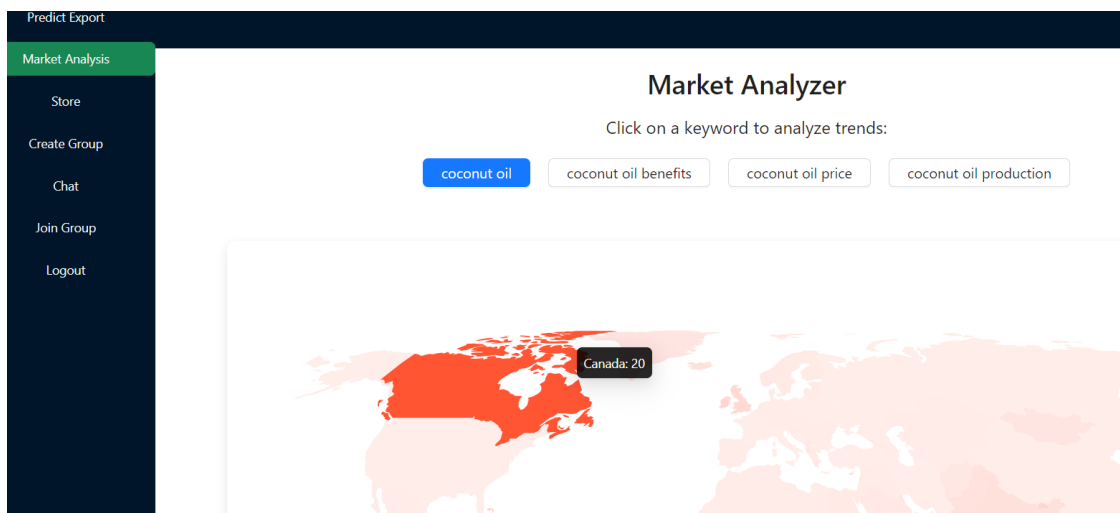 Predict Export
Market Analysis
Store
Create Group
Chat
Join Group
Logout
Market Analyzer
Click on a keyword to analyze trends:
coconut oil
coconut oil benefits
coconut oil price
coconut oil production
Canada: 20